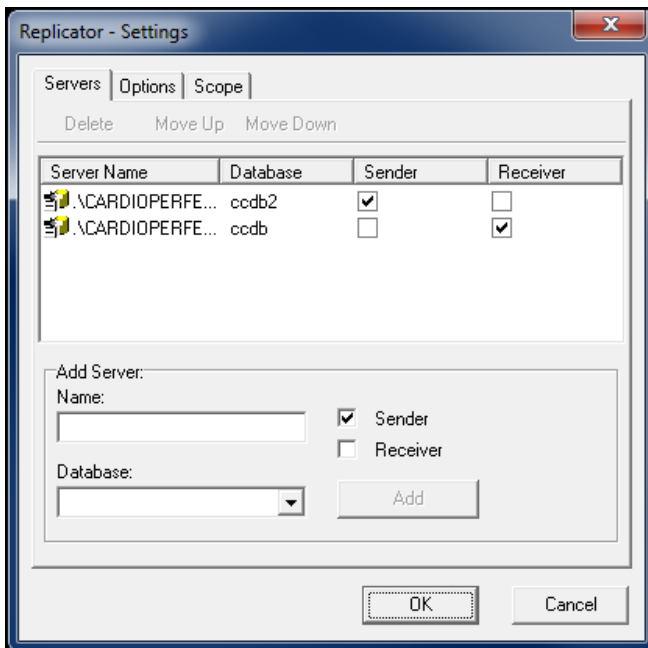 Replicator - Settings
Servers Options Scope
Delete Move Up Move Down
Server Name Database Sender Receiver
.\CARDIOPERFE... ccdb2
.\CARDIOPERFE... ccdb
Add Server:
Name:
Sender
Receiver
Database:
Add
OK Cancel